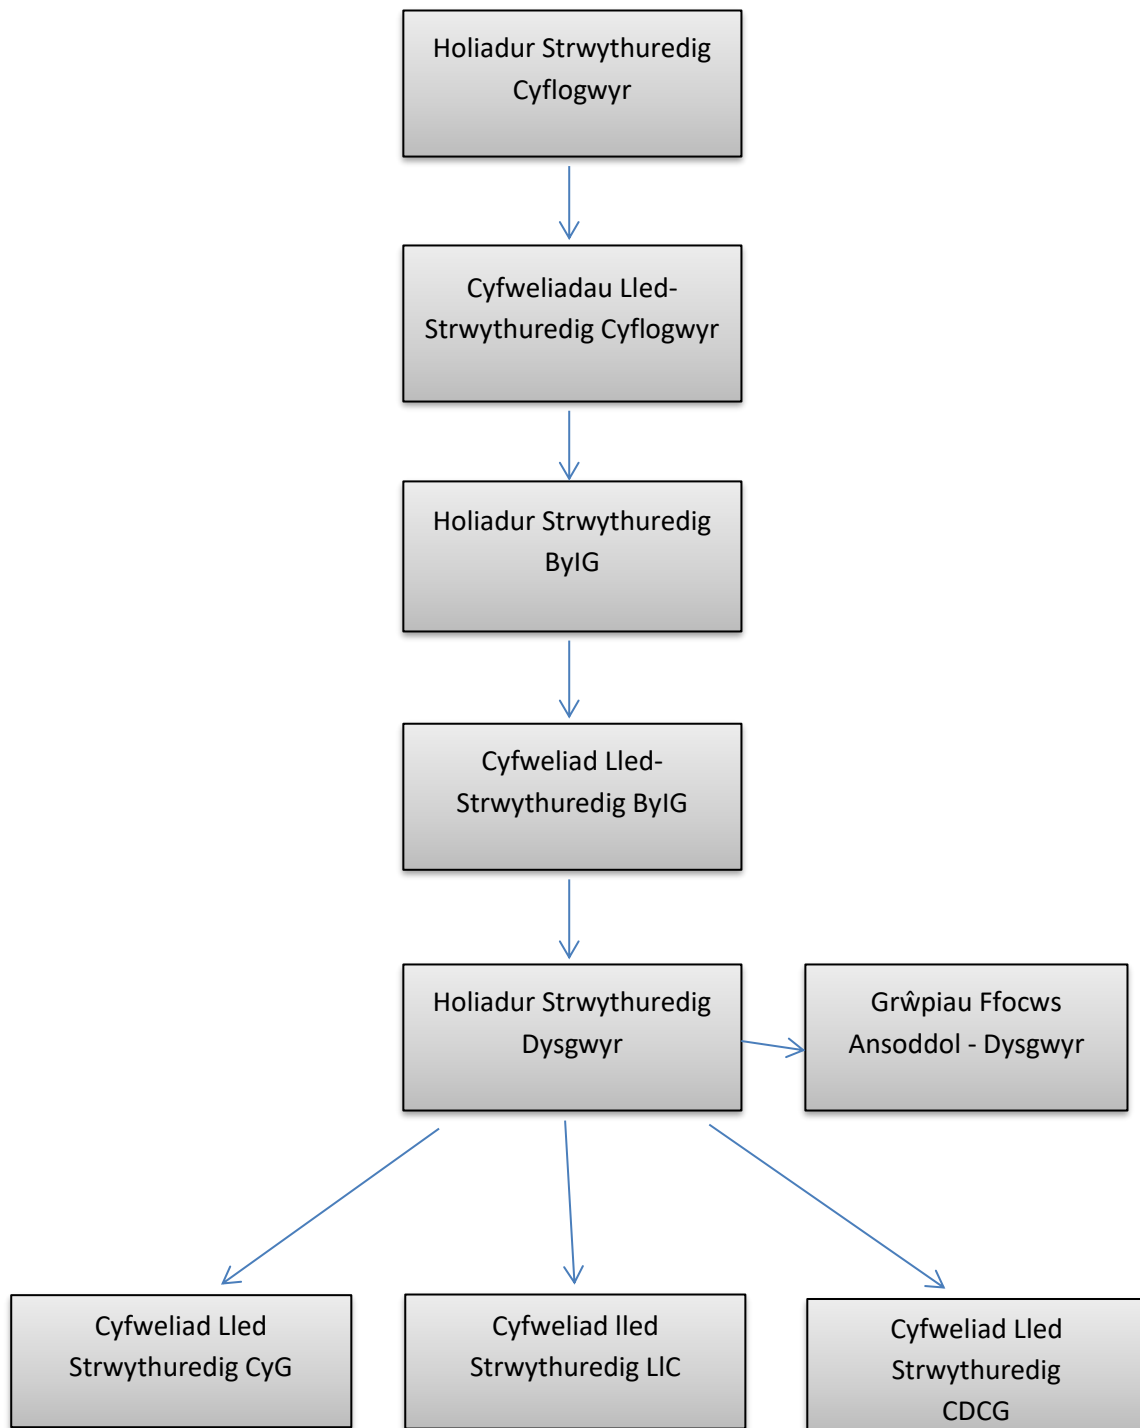 Holiadur Strwythuredig
Cyflogwyr
Cyfweliadau Lled-
Strwythuredig Cyflogwyr
Holiadur Strwythuredig
ByIG
Cyfweliad Lled-
Strwythuredig ByIG
Holiadur Strwythuredig
Dysgwyr
Grŵpiau Ffocws
Ansoddol - Dysgwyr
Cyfweliad Lled
Strwythuredig CyG
Cyfweliad lled
Strwythuredig LlC
Cyfweliad Lled
Strwythuredig
CDCG